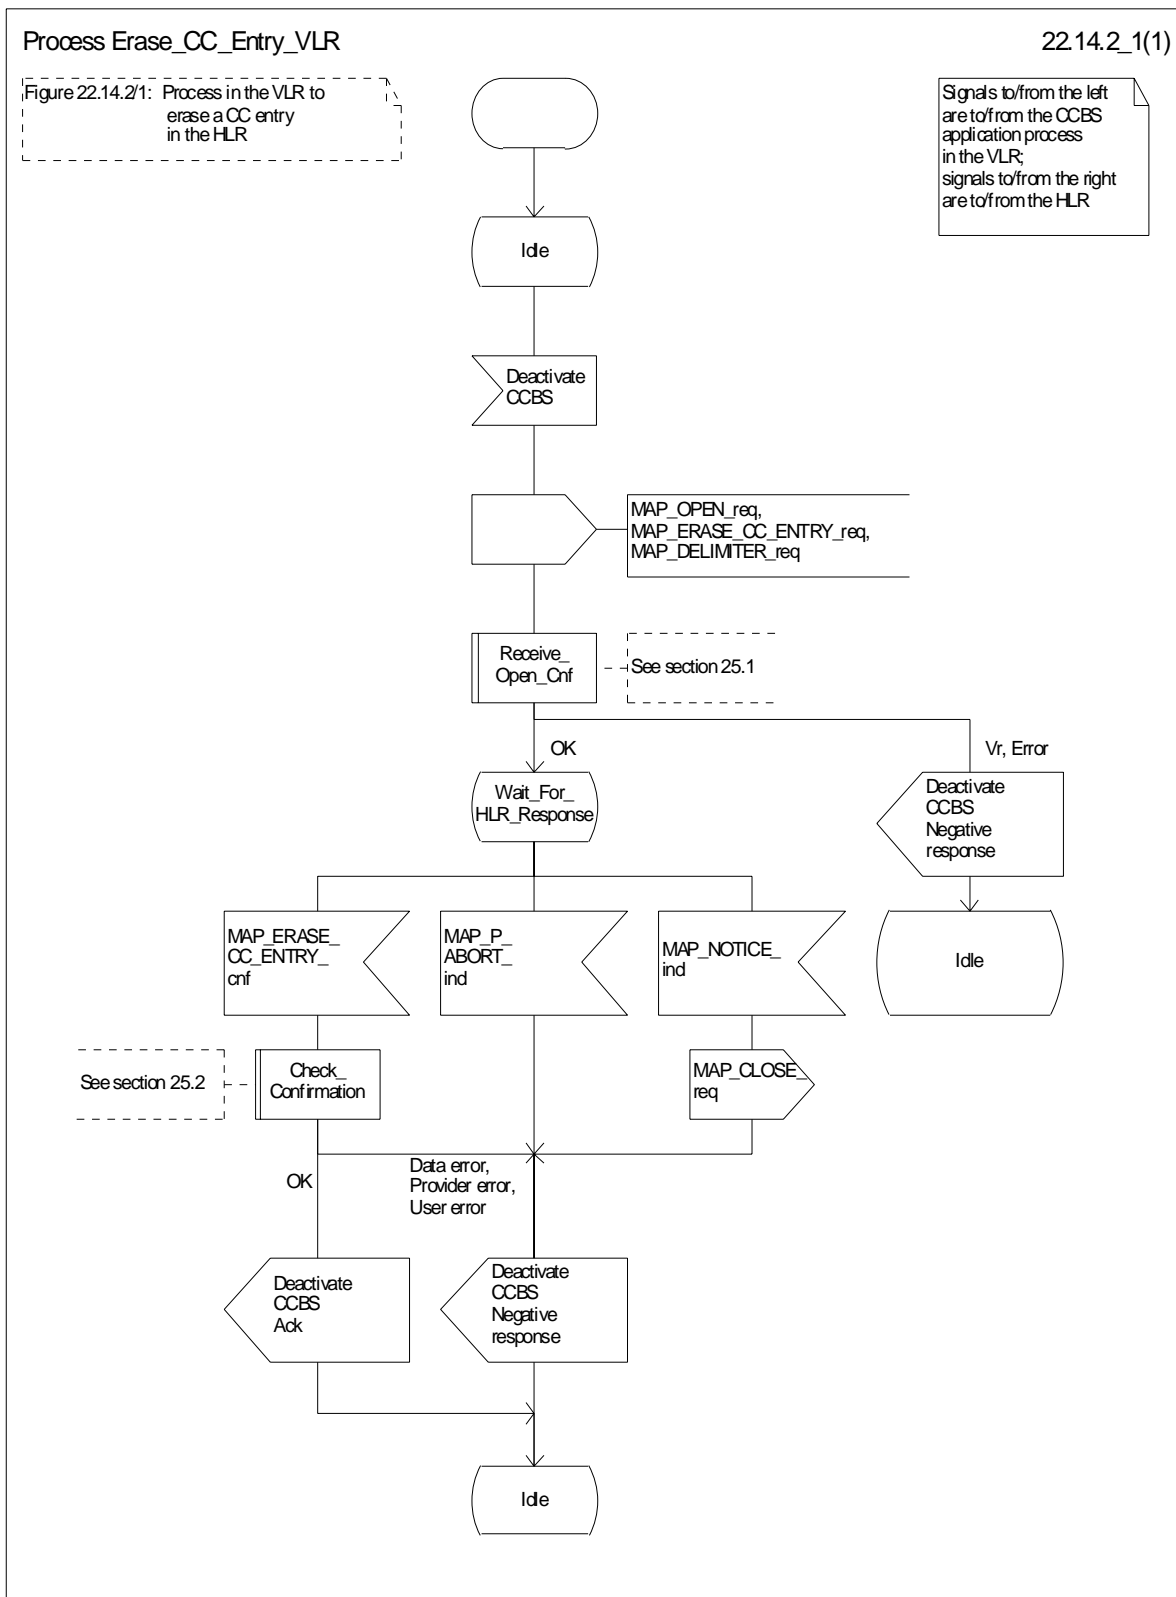 Process Erase_CC_Entry_VLR
22.14.2_1(1)
Figure 22.14.2/1: Process in the VLR to
erase a CC entry
in the HLR
Signals to/from the left
are to/from the CCBS
application process
in the VLR;
signals to/from the right
are to/from the HLR
Idle
Deactivate
CCBS
MAP_OPEN_req,
MAP_ERASE_CC_ENTRY_req,
MAP_DELIMITER_req
Receive_
Open_Cnf
See section 25.1
OK
Vr, Error
Wait_For_
HLR_Response
Deactivate
CCBS
Negative
response
MAP_ERASE_
CC_ENTRY_
cnf
MAP_P_
ABORT_
ind
MAP_NOTICE_
ind
Idle
See section 25.2
Check_
Confirmation
MAP_CLOSE_
req
OK
Data error,
Provider error,
User error
Deactivate
CCBS
Ack
Deactivate
CCBS
Negative
response
Idle